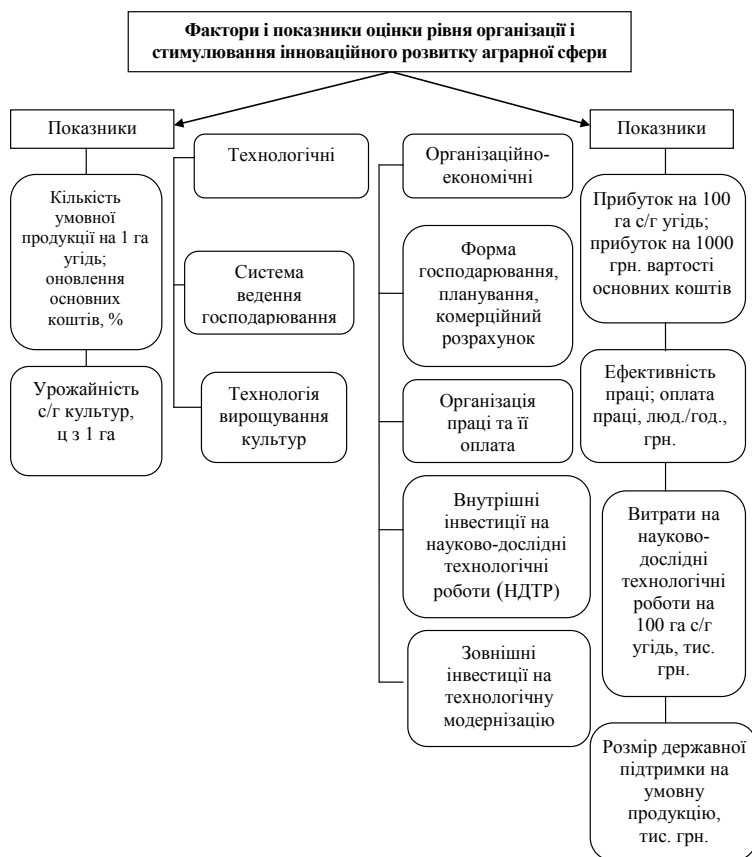 Фактори і показники оцінки рівня організації і
стимулювання інноваційного розвитку аграрної сфери
Показники
Кількість
умовної
продукції на 1 га
угідь;
оновлення
основних
коштів, %
Урожайність
с/г культур,
ц з 1 га
Технологічні
Система
ведення
господарювання
Технологія
вирощування
культур
Організаційно-
економічні
Форма
господарювання,
планування,
комерційний
розрахунок
Організація
праці та її
оплата
Внутрішні
інвестиції на
науково-дослідні
технологічні
роботи (НДТР)
Зовнішні
інвестиції на
технологічну
модернізацію
Показники
Прибуток на 100
га с/г угідь;
прибуток на 1000
грн. вартості
основних коштів
Ефективність
праці; оплата
праці, люд./год.,
грн.
Витрати на
науково-
дослідні
технологічні
роботи на
100 га с/г
угідь, тис.
грн.
Розмір державної
підтримки на
умовну
продукцію,
тис. грн.